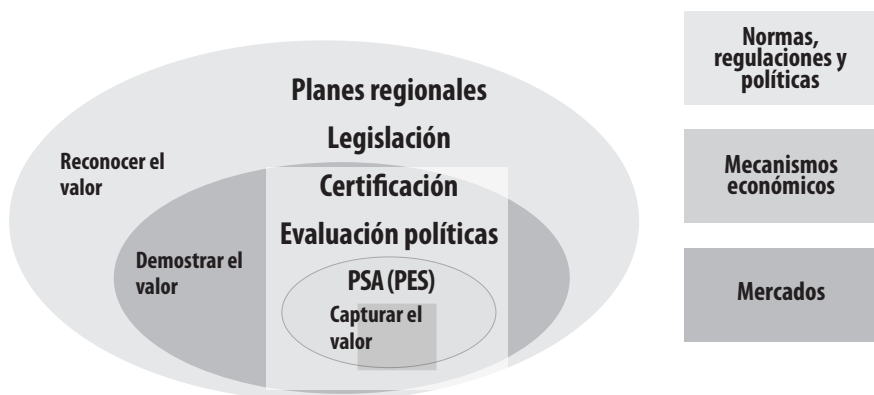 Planes regionales
Legislación
Reconocer el
valor
Certificación
Evaluación políticas
Demostrar el
valor
PSA (PES)
Capturar el
valor
Normas,
regulaciones y
políticas
Mecanismos
económicos
Mercados